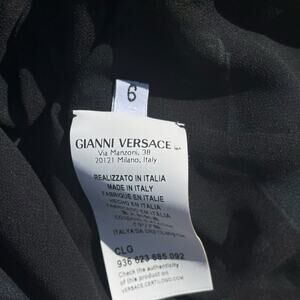 6
GIANNI VERSACE
Via Manzoni, 38
20121 Milano, Italy
REALIZZATO IN ITALIA
MADE IN ITALY
FABRIQUE EN ITALIE
HECHO EN ITALIA
CLG
936 623 685 092
Check the authenticity
of this product on
VERSACE.CERTILOGO.COM